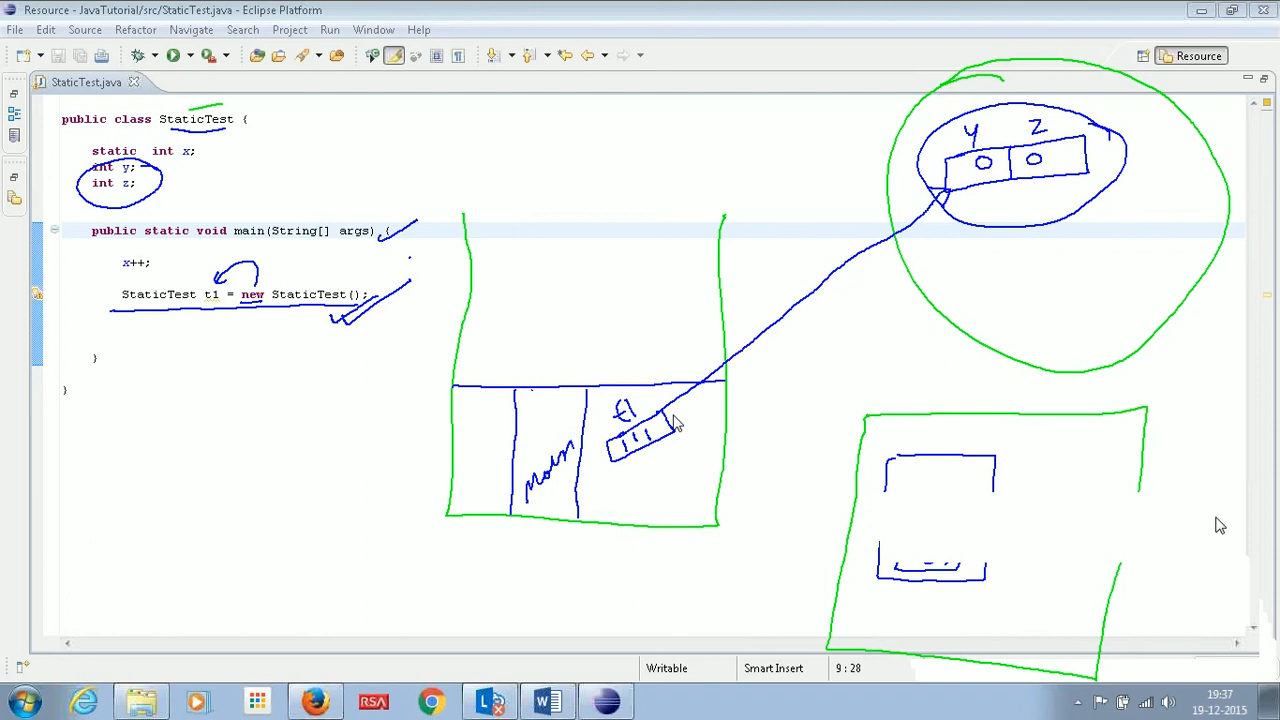 Resource - JavaTutorial/src/StaticTest.java - Eclipse Platform
File Edit Source Refactor Navigate Search Project Run Window Help
Resource
StaticTest.java
public class StaticTest {
static int x;
int y;
int z;
public static void main(String[] args) {
x++;
StaticTest t1 = new StaticTest();
}
}
y z
t1
main
Writable Smart Insert 9 : 28
RSA
19:37
19-12-2015